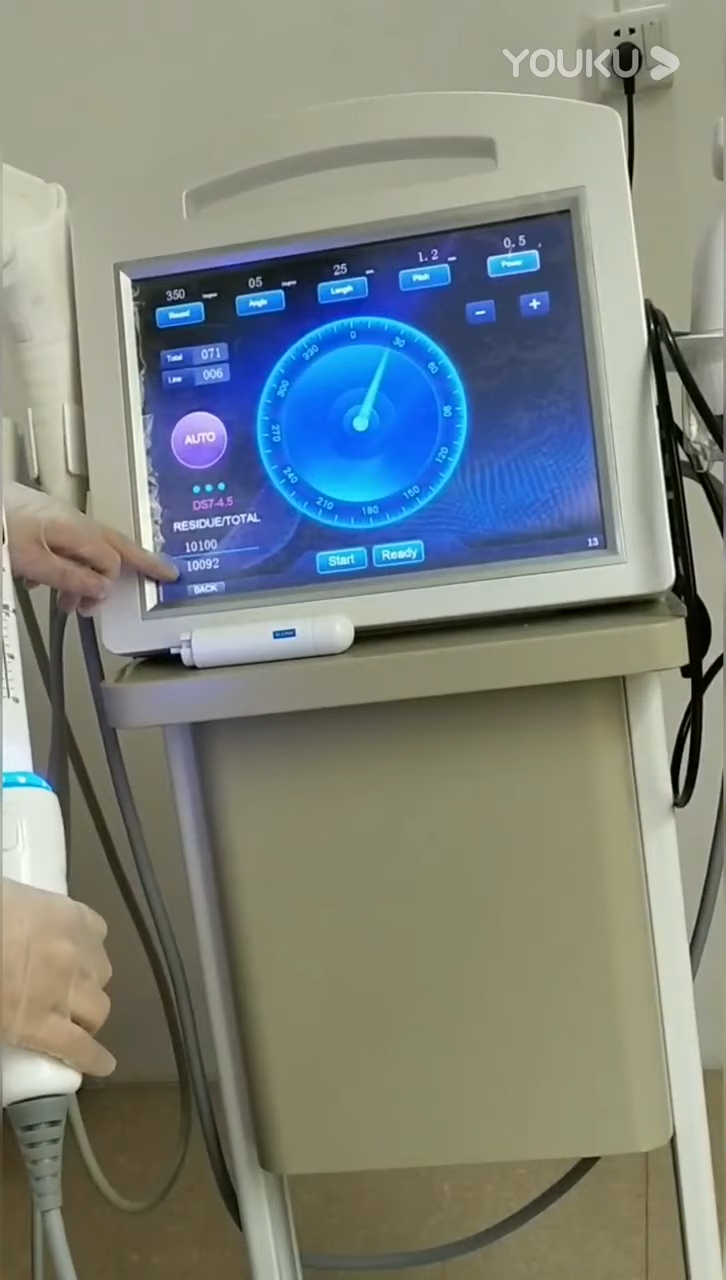 YOUKU
350
05
25
1.2
0.5
Round
Angle
Length
Pitch
Power
Total 071
Line 006
−
+
AUTO
DS7-4.5
RESIDUE/TOTAL
10100
10092
BACK
Start
Ready
13
0
30
60
90
120
150
180
210
240
270
300
330